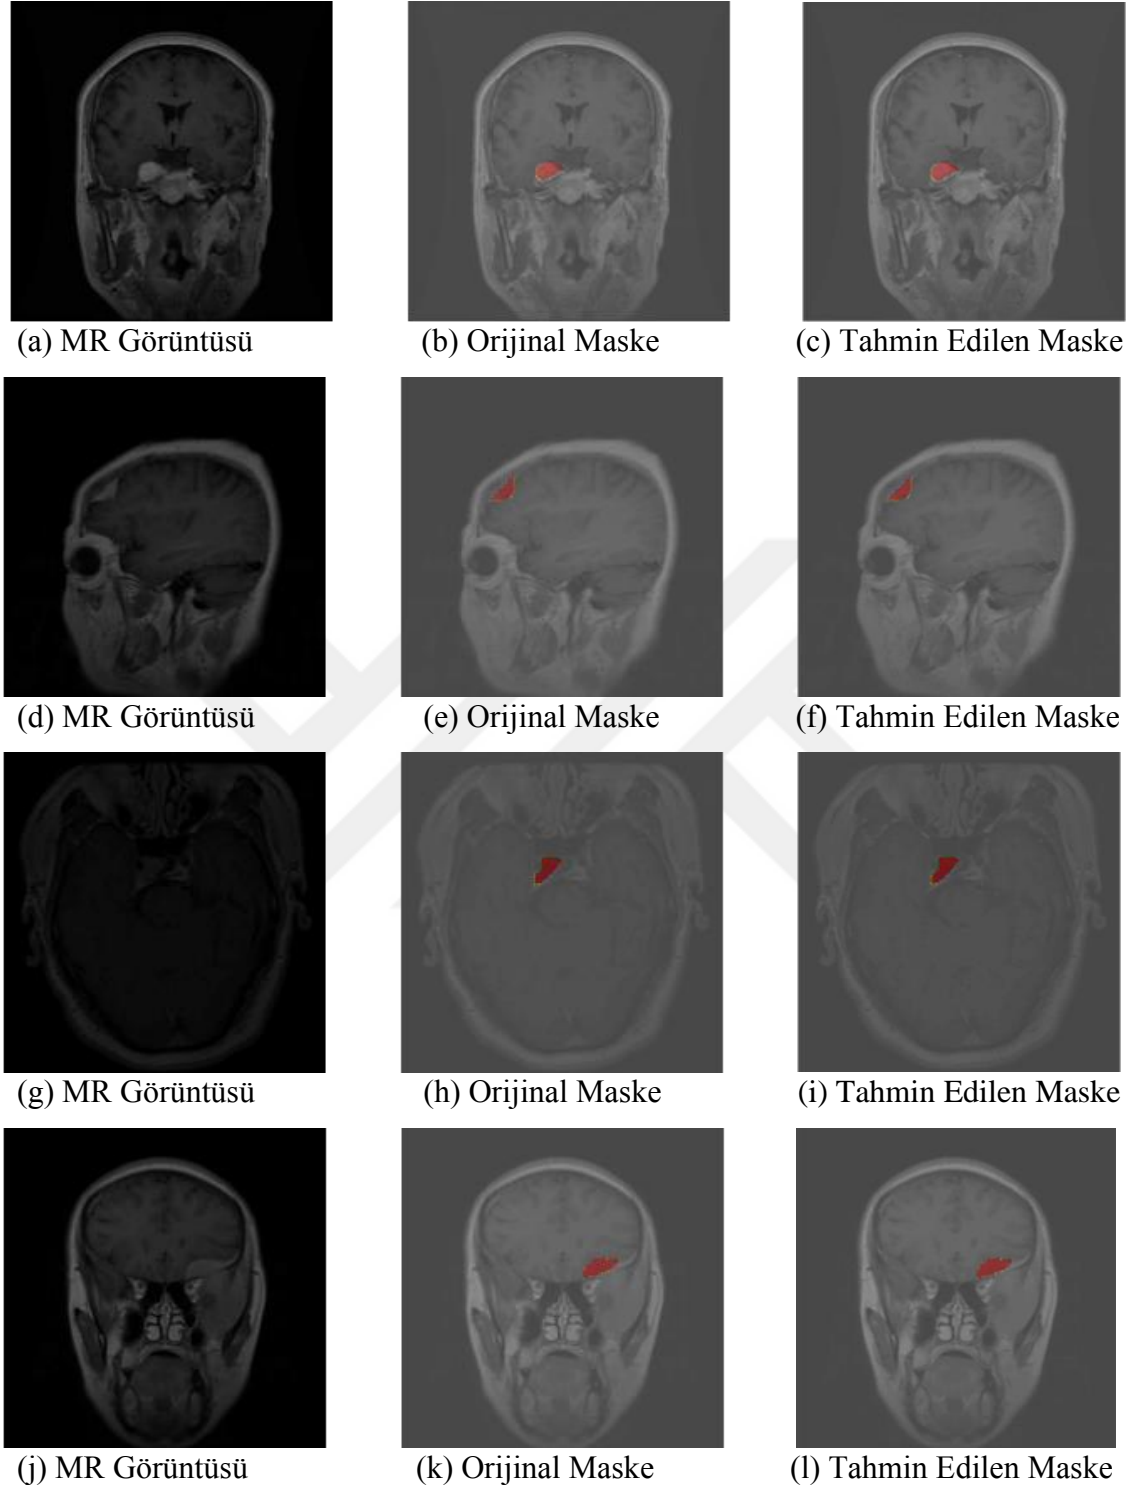 (a) MR Görüntüsü (b) Orijinal Maske (c) Tahmin Edilen Maske
(d) MR Görüntüsü (e) Orijinal Maske (f) Tahmin Edilen Maske
(g) MR Görüntüsü (h) Orijinal Maske (i) Tahmin Edilen Maske
(j) MR Görüntüsü (k) Orijinal Maske (l) Tahmin Edilen Maske